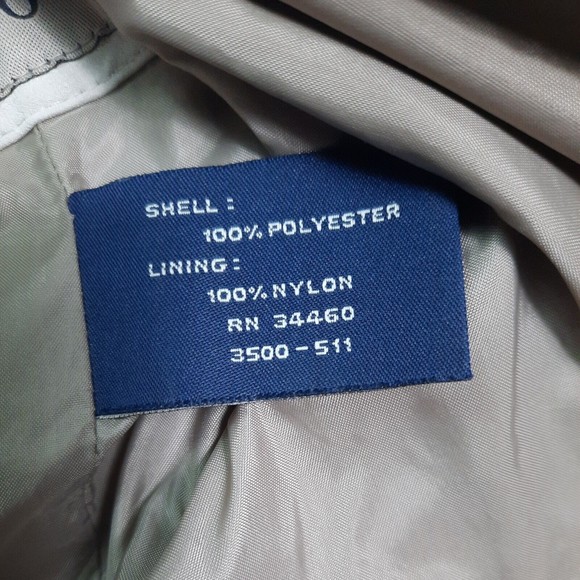 SHELL:
100% POLYESTER
LINING:
100% NYLON
RN 34460
3500-511